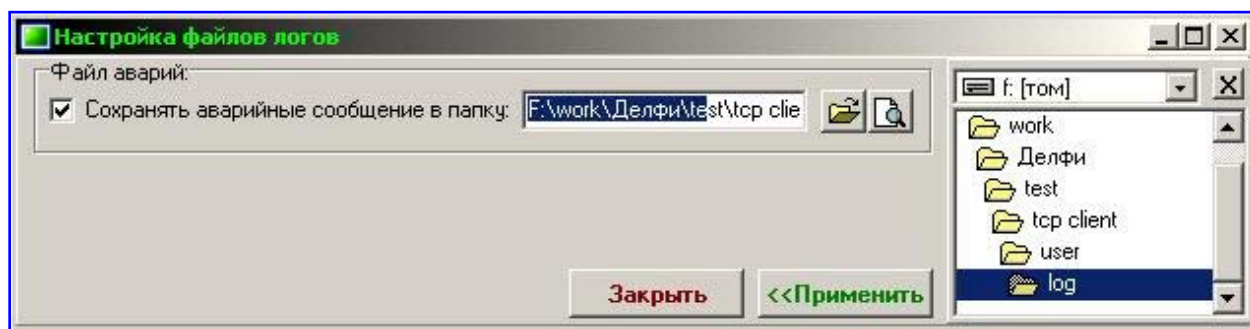 Настройка файлов логов
Файл аварий:
Сохранять аварийные сообщение в папку: F:\work\Делфи\test\tcp clie
f: [том]
work
Делфи
test
tcp client
user
log
Закрыть
<<Применить